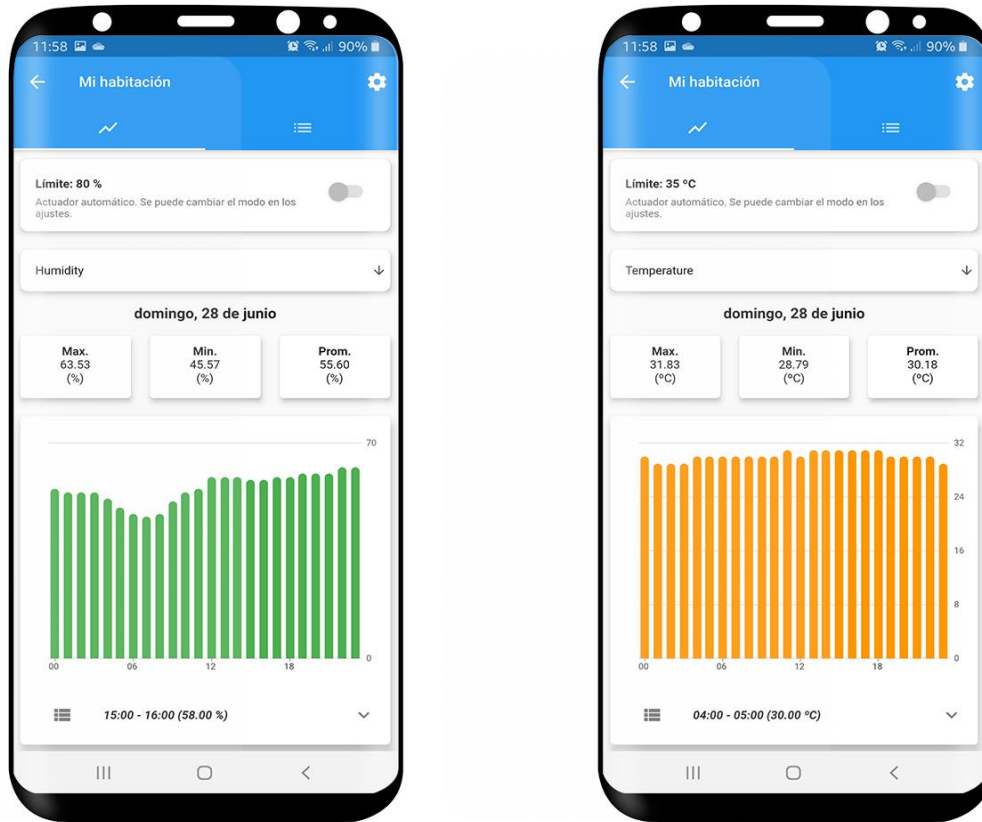 11:58 90%
Mi habitación
Límite: 80 %
Actuador automático. Se puede cambiar el modo en los
ajustes.
Humidity
domingo, 28 de junio
Max. Min. Prom.
63.53 45.57 55.60
(%) (%) (%)
70
0
00 06 12 18
15:00 - 16:00 (58.00 %)
11:58 90%
Mi habitación
Límite: 35 ºC
Actuador automático. Se puede cambiar el modo en los
ajustes.
Temperature
domingo, 28 de junio
Max. Min. Prom.
31.83 28.79 30.18
(ºC) (ºC) (ºC)
32
24
16
8
0
00 06 12 18
04:00 - 05:00 (30.00 ºC)